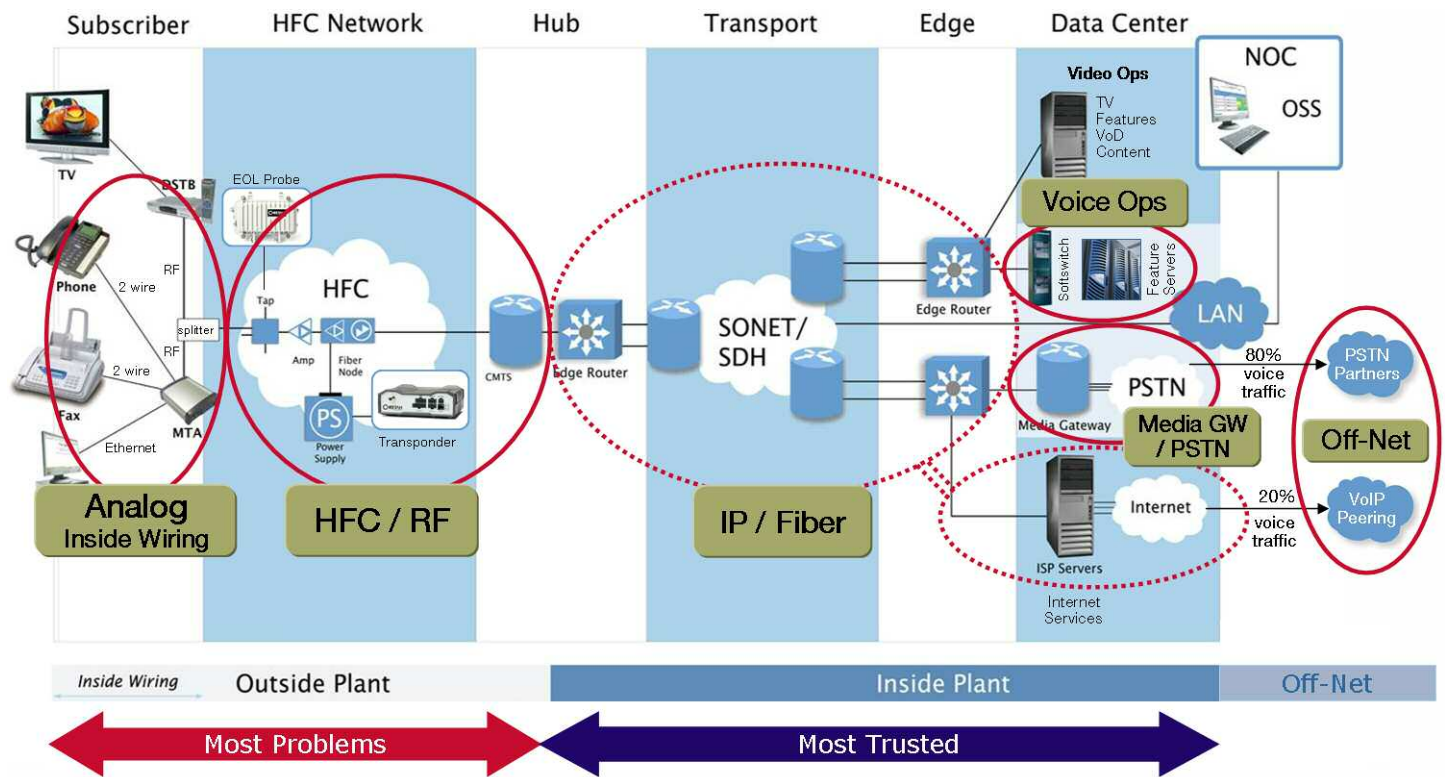 Subscriber
HFC Network
Hub
Transport
Edge
Data Center
NOC
OSS
Video Ops
TV
Features
VoD
Content
TV
DSTB
EOL Probe
Voice Ops
Phone
RF
2 wire
Tap
HFC
Softswitch
Feature
Servers
Edge Router
LAN
splitter
RF
Amp
Fiber
Node
CMTS
Edge Router
SONET/
SDH
2 wire
Fax
MTA
Ethernet
PS
Power
Supply
Transponder
Media Gateway
PSTN
80%
voice
traffic
PSTN
Partners
Media GW
/ PSTN
Off-Net
Analog
Inside Wiring
HFC / RF
IP / Fiber
Internet
20%
voice
traffic
VoIP
Peering
ISP Servers
Internet
Services
Inside Wiring
Outside Plant
Inside Plant
Off-Net
Most Problems
Most Trusted